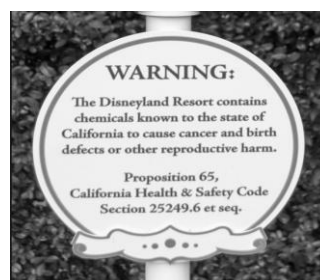 WARNING:
The Disneyland Resort contains
chemicals known to the state of
California to cause cancer and birth
defects or other reproductive harm.
Proposition 65,
California Health & Safety Code
Section 25249.6 et seq.